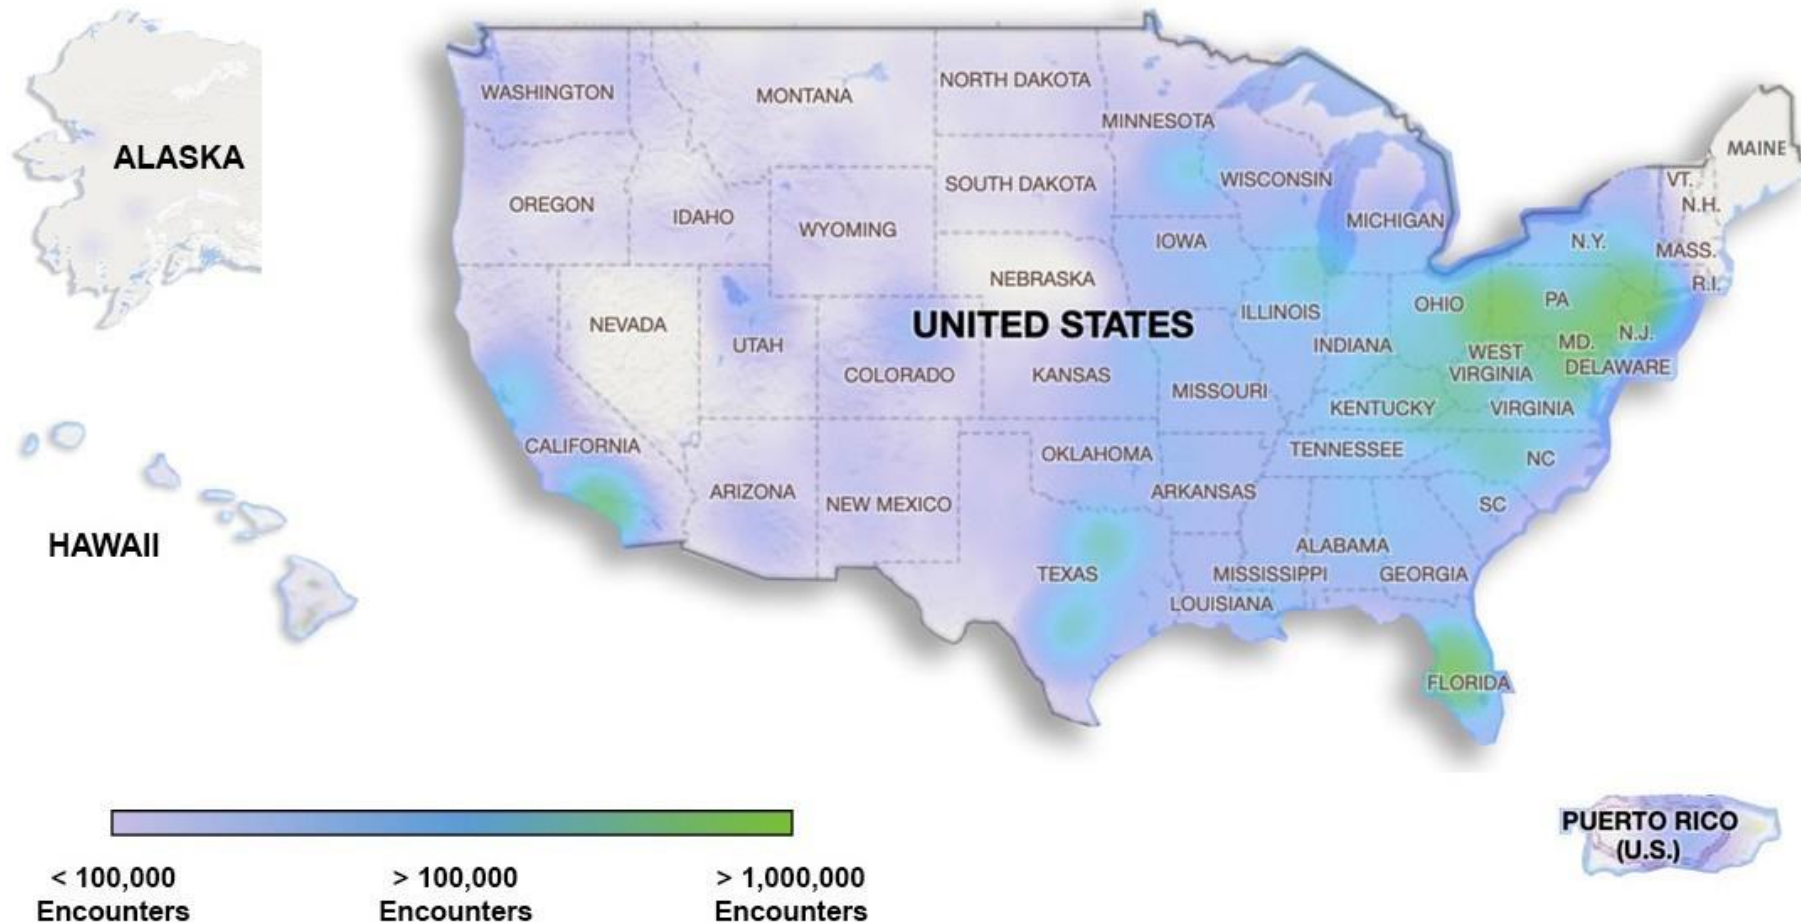 ALASKA
HAWAII
WASHINGTON
MONTANA
NORTH DAKOTA
MINNESOTA
MAINE
OREGON
IDAHO
WYOMING
SOUTH DAKOTA
WISCONSIN
MICHIGAN
VT.
N.H.
N.Y.
MASS.
R.I.
IOWA
NEBRASKA
NEVADA
UTAH
UNITED STATES
ILLINOIS
OHIO
PA
N.J.
INDIANA
MD.
COLORADO
KANSAS
MISSOURI
WEST
VIRGINIA
DELAWARE
KENTUCKY
VIRGINIA
CALIFORNIA
OKLAHOMA
TENNESSEE
NC
ARIZONA
NEW MEXICO
ARKANSAS
SC
TEXAS
ALABAMA
MISSISSIPPI
GEORGIA
LOUISIANA
FLORIDA
PUERTO RICO
(U.S.)
< 100,000
Encounters
> 100,000
Encounters
> 1,000,000
Encounters